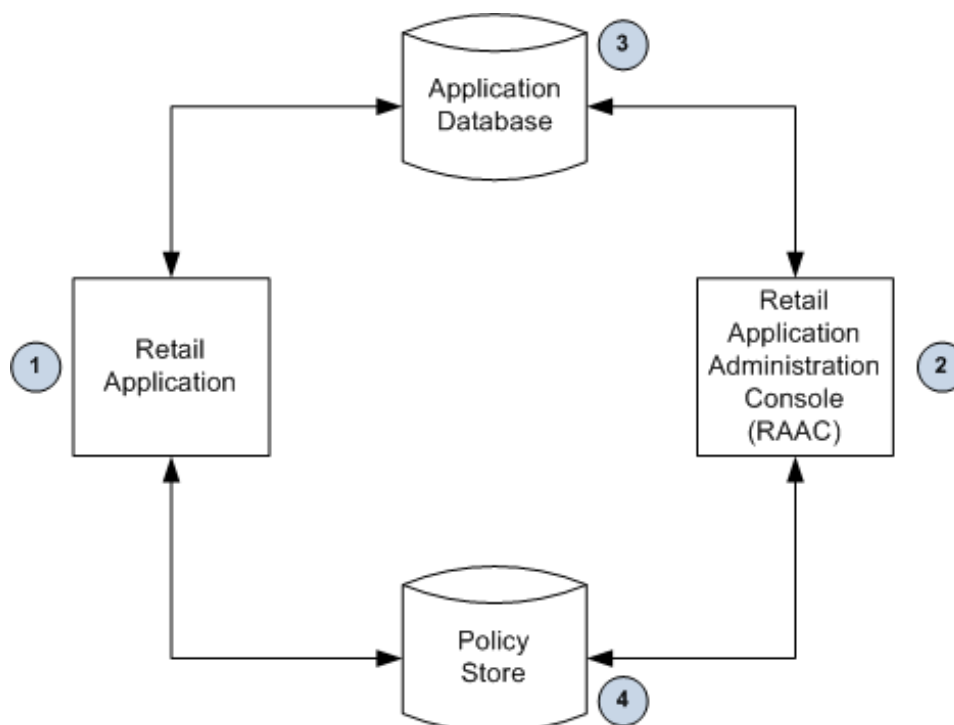 3
Application
Database
1
Retail
Application
Retail
Application
Administration
Console
(RAAC)
2
Policy
Store
4